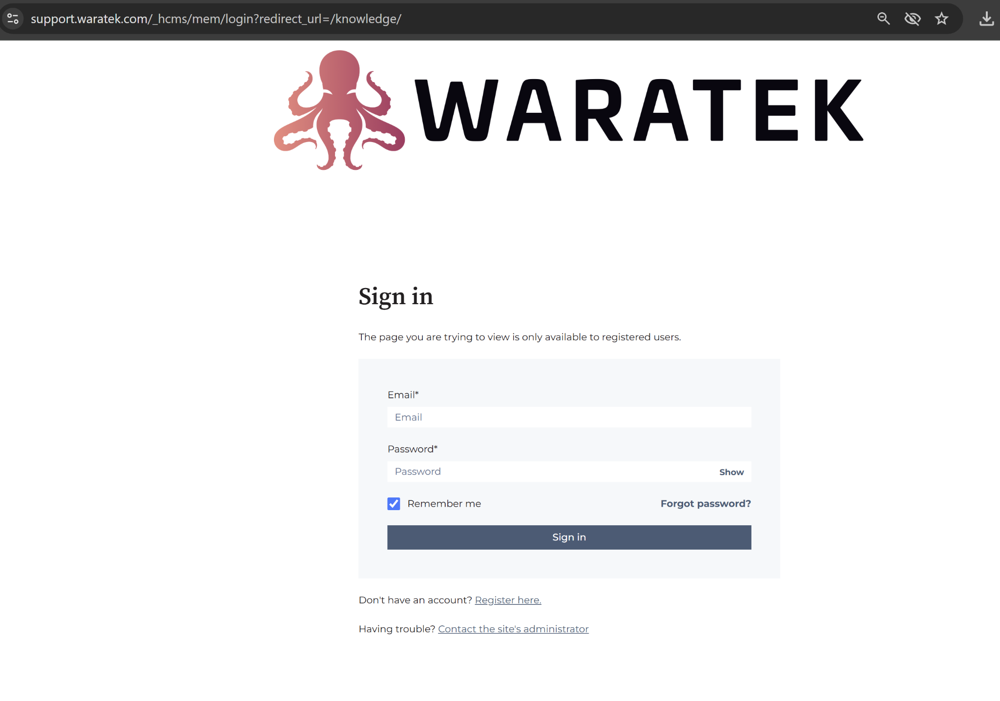 support.waratek.com/_hcms/mem/login?redirect_url=/knowledge/
WARATEK
Sign in
The page you are trying to view is only available to registered users.
Email*
Email
Password*
Password Show
Remember me Forgot password?
Sign in
Don't have an account? Register here.
Having trouble? Contact the site's administrator